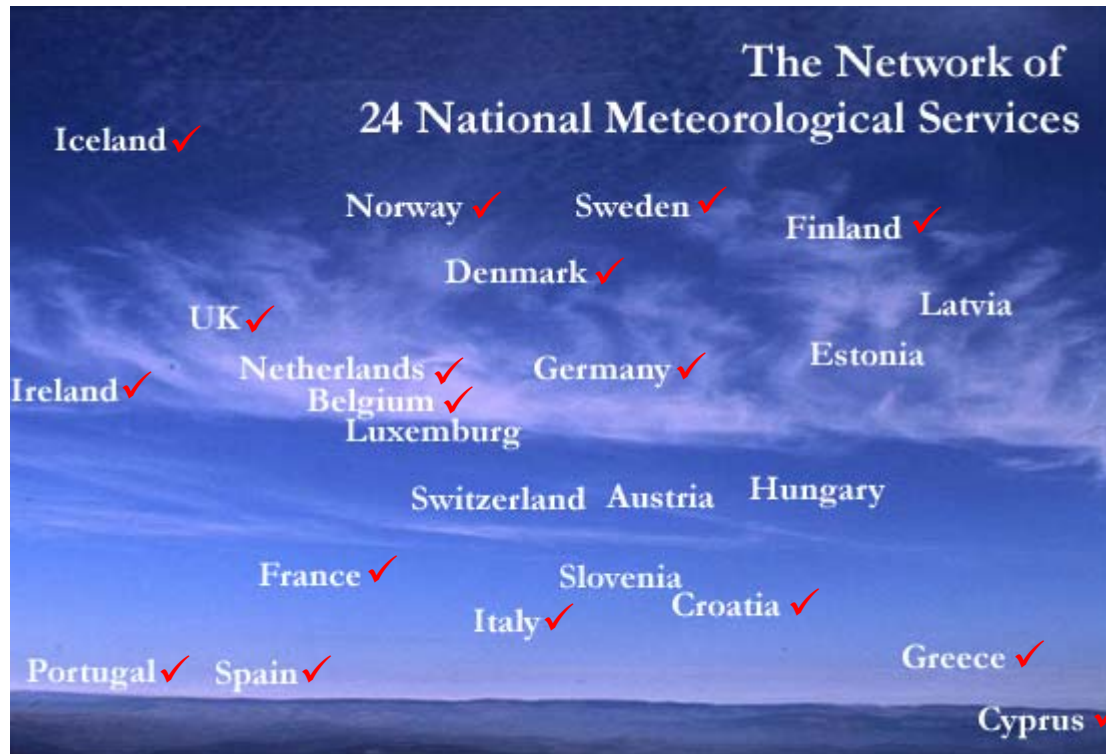 The Network of
24 National Meteorological Services
Iceland ✓
Norway ✓ Sweden ✓
Finland ✓
Denmark ✓
Latvia
UK ✓
Estonia
Netherlands ✓ Germany ✓
Ireland ✓
Belgium ✓
Luxemburg
Switzerland Austria Hungary
France ✓ Slovenia
Croatia ✓
Italy ✓
Greece ✓
Portugal ✓ Spain ✓
Cyprus ✓